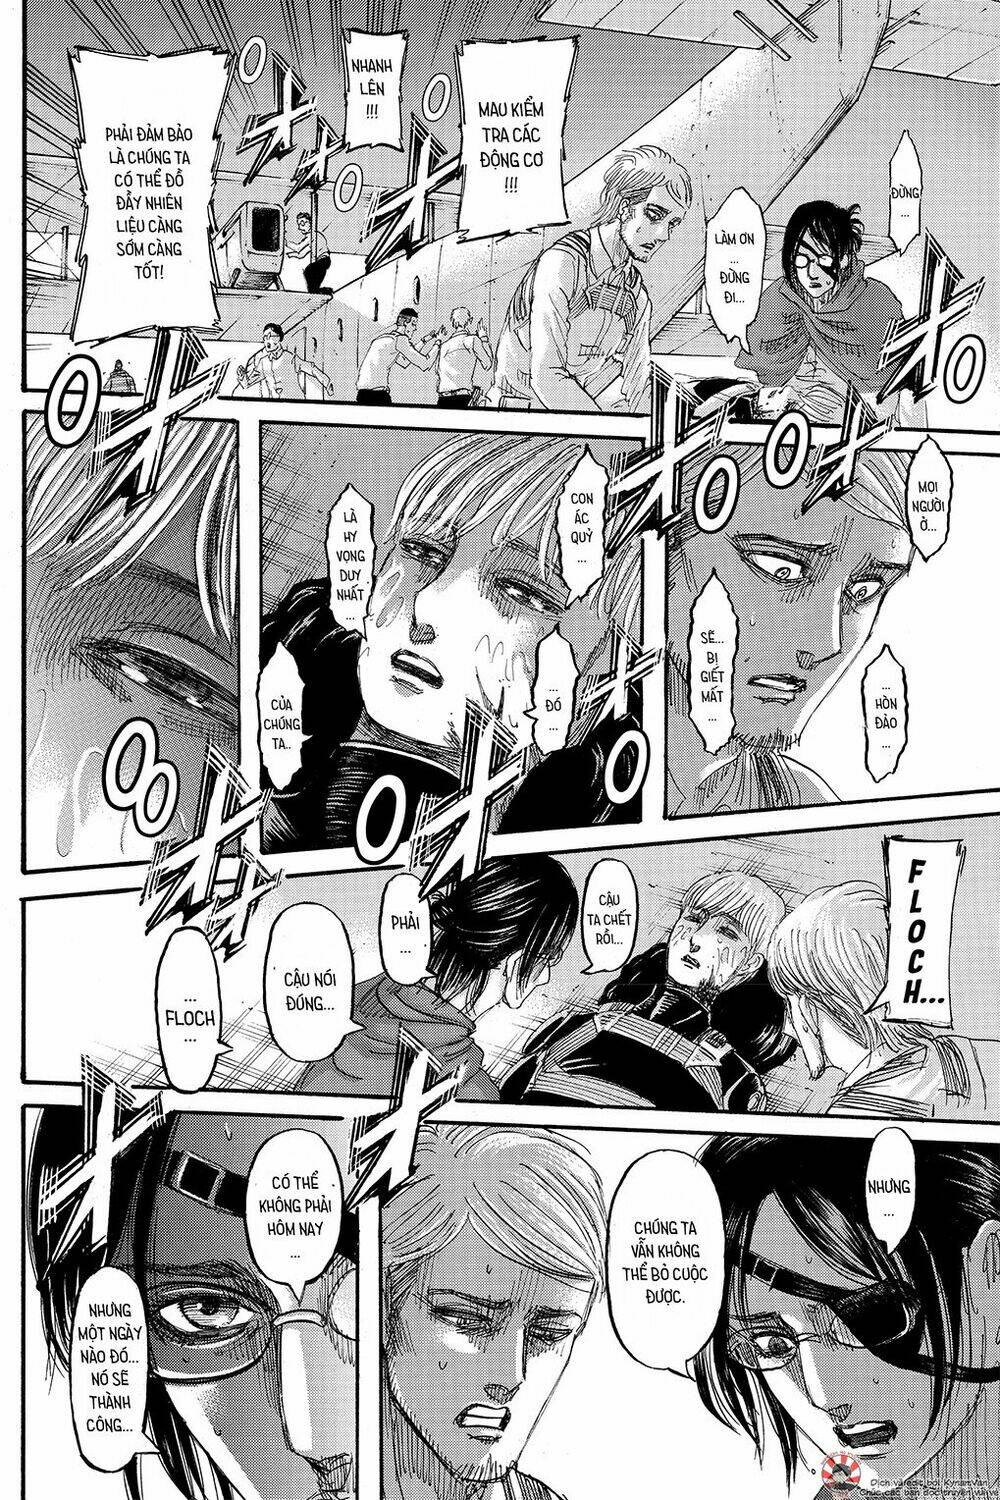 ĐỪNG
...
LÀM ƠN
...
ĐỪNG
ĐI...
MAU KIỂM
TRA CÁC
ĐỘNG CƠ
!!!
NHANH
LÊN
!!!
PHẢI ĐẢM BẢO
LÀ CHÚNG TA
CÓ THỂ ĐỒ
ĐẦY NHIÊN
LIỆU CÀNG
SỚM CÀNG
TỐT!
MỌI
NGƯỜI
Ở...
HÒN
ĐẢO
...
SẼ...
BỊ
GIẾT
MẤT
...
CON
ÁC
QUỶ
ĐÓ
LÀ
HY
VỌNG
DUY
NHẤT
CỦA
CHÚNG
TA..
FLOCH...
CẬU
TA CHẾT
RỒI...
PHẢI
...
CẬU NÓI
ĐÚNG...
...
FLOCH
NHƯNG
...
CHÚNG TA
VẪN KHÔNG
THỂ BỎ CUỘC
ĐƯỢC.
CÓ THỂ
KHÔNG PHẢI
HÔM NAY
...
NHƯNG
MỘT NGÀY
NÀO ĐÓ...
NÓ SẼ
THÀNH
CÔNG...